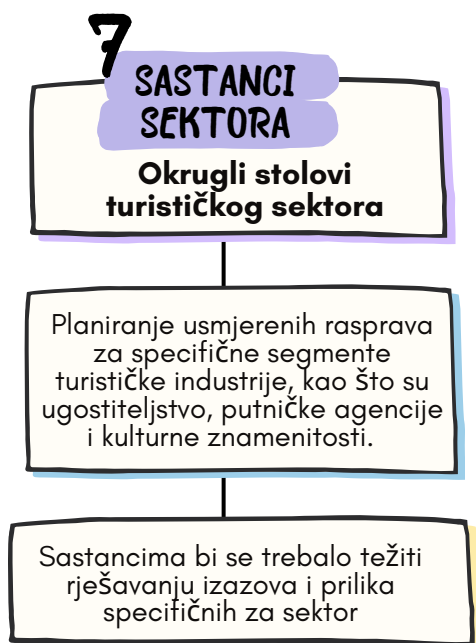 7
SASTANCI
SEKTORA
Okrugli stolovi
turističkog sektora
Planiranje usmjerenih rasprava
za specifične segmente
turističke industrije, kao što su
ugostiteljstvo, putničke agencije
i kulturne znamenitosti.
Sastancima bi se trebalo težiti
rješavanju izazova i prilika
specifičnih za sektor